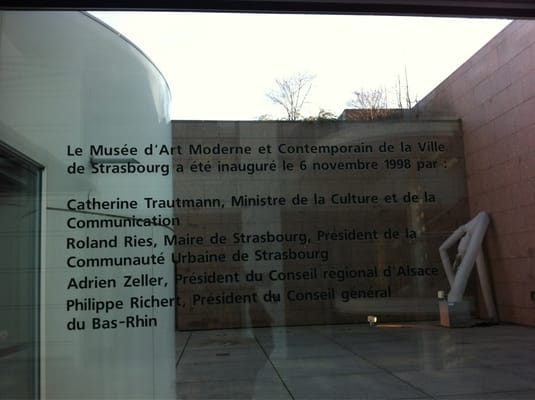 Le Musée d'Art Moderne et Contemporain de la Ville
de Strasbourg a été inauguré le 6 novembre 1998 par :
Catherine Trautmann, Ministre de la Culture et de la
Communication
Roland Ries, Maire de Strasbourg, Président de la
Communauté Urbaine de Strasbourg
Adrien Zeller, Président du Conseil régional d'Alsace
Philippe Richert, Président du Conseil général
du Bas-Rhin